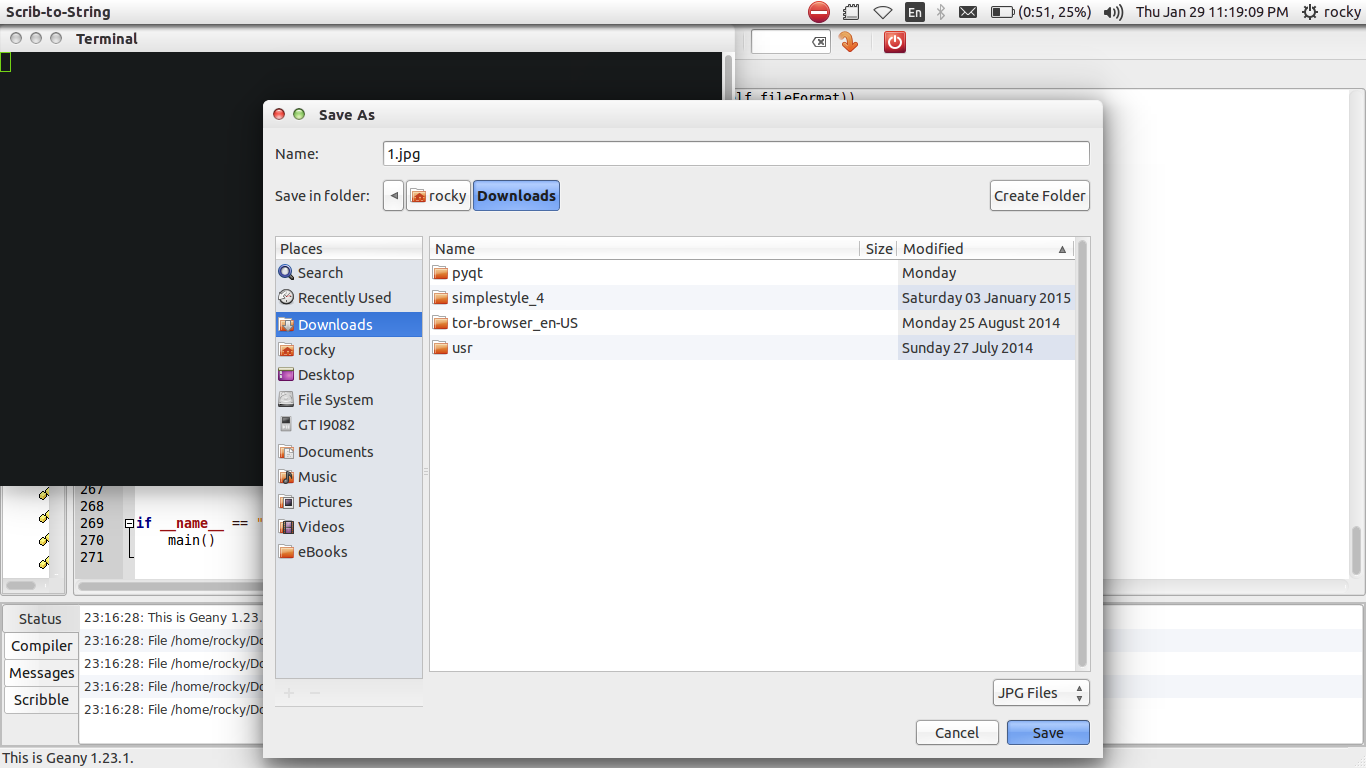 Scrib-to-String En (0:51, 25%) Thu Jan 29 11:19:09 PM rocky
Terminal
lf.fileFormat))
Save As
Name: 1.jpg
Save in folder: rocky Downloads Create Folder
Places Name Size Modified
Search pyqt Monday
Recently Used simplestyle_4 Saturday 03 January 2015
Downloads tor-browser_en-US Monday 25 August 2014
rocky usr Sunday 27 July 2014
Desktop
File System
GT I9082
Documents
Music
Pictures
Videos
eBooks
267
268
269 if __name__ == "
270 main()
271
Status 23:16:28: This is Geany 1.23.
Compiler 23:16:28: File /home/rocky/Do
Messages 23:16:28: File /home/rocky/Do
23:16:28: File /home/rocky/Do
Scribble 23:16:28: File /home/rocky/Do
JPG Files
Cancel Save
This is Geany 1.23.1.